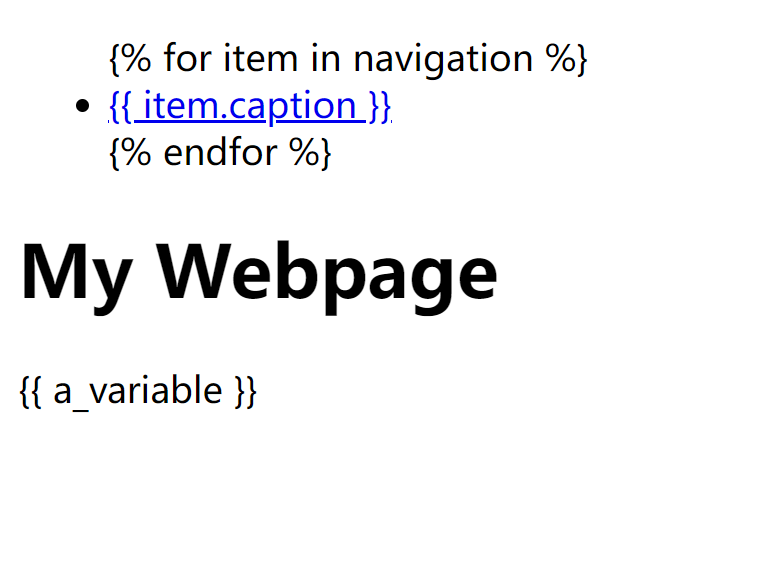 {% for item in navigation %}
{{ item.caption }}
{% endfor %}
My Webpage
{{ a_variable }}